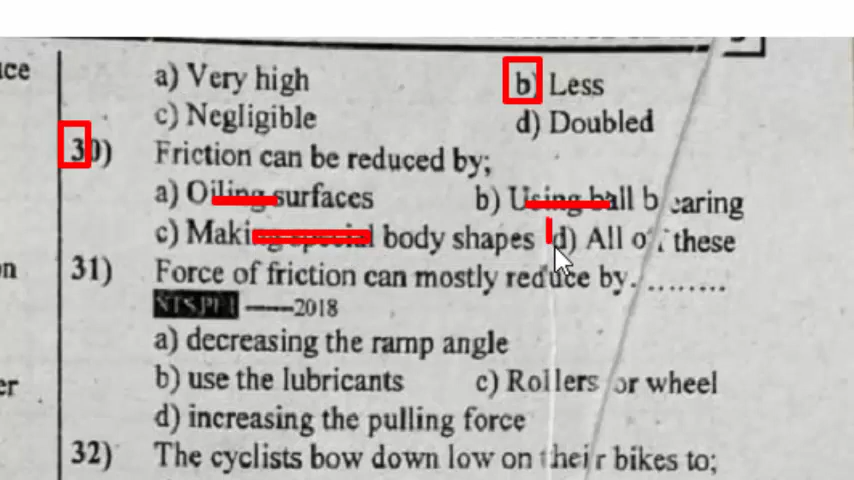 ice
a) Very high b) Less
c) Negligible d) Doubled
30) Friction can be reduced by;
a) Oiling surfaces b) Using ball bearing
c) Making special body shapes d) All of these
on
31) Force of friction can mostly reduce by. ........
——2018
a) decreasing the ramp angle
b) use the lubricants c) Rollers or wheel
er
d) increasing the pulling force
32) The cyclists bow down low on their bikes to;